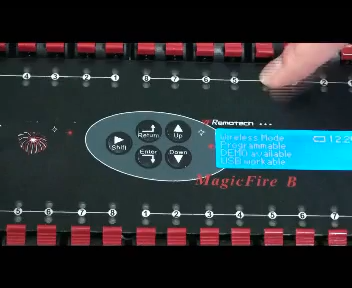 4 3 2 1 8 7 6 5
Remotech
Return Up
Shift
Enter Down
wireless Mode 12.2
Programmable
DEMO available
USB workable
MagicFire B
5 6 7 8 1 2 3 4 5 6 7